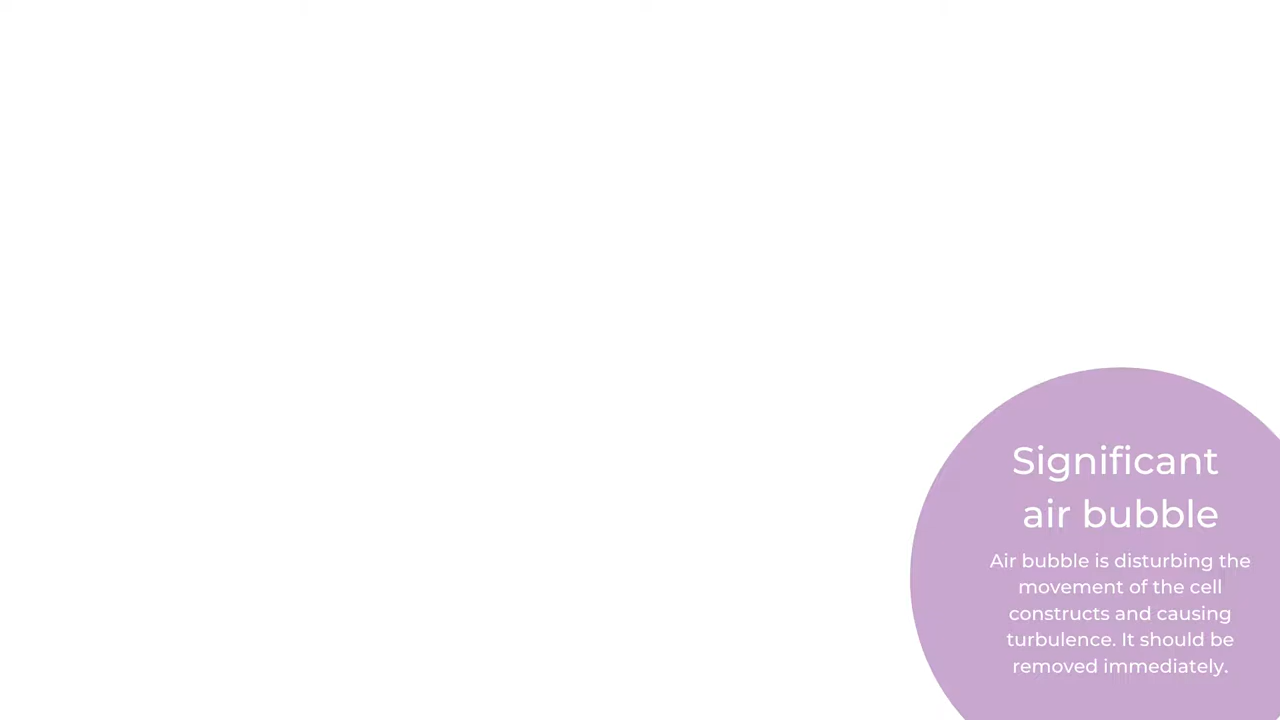 Significant
air bubble
Air bubble is disturbing the
movement of the cell
constructs and causing
turbulence. It should be
removed immediately.